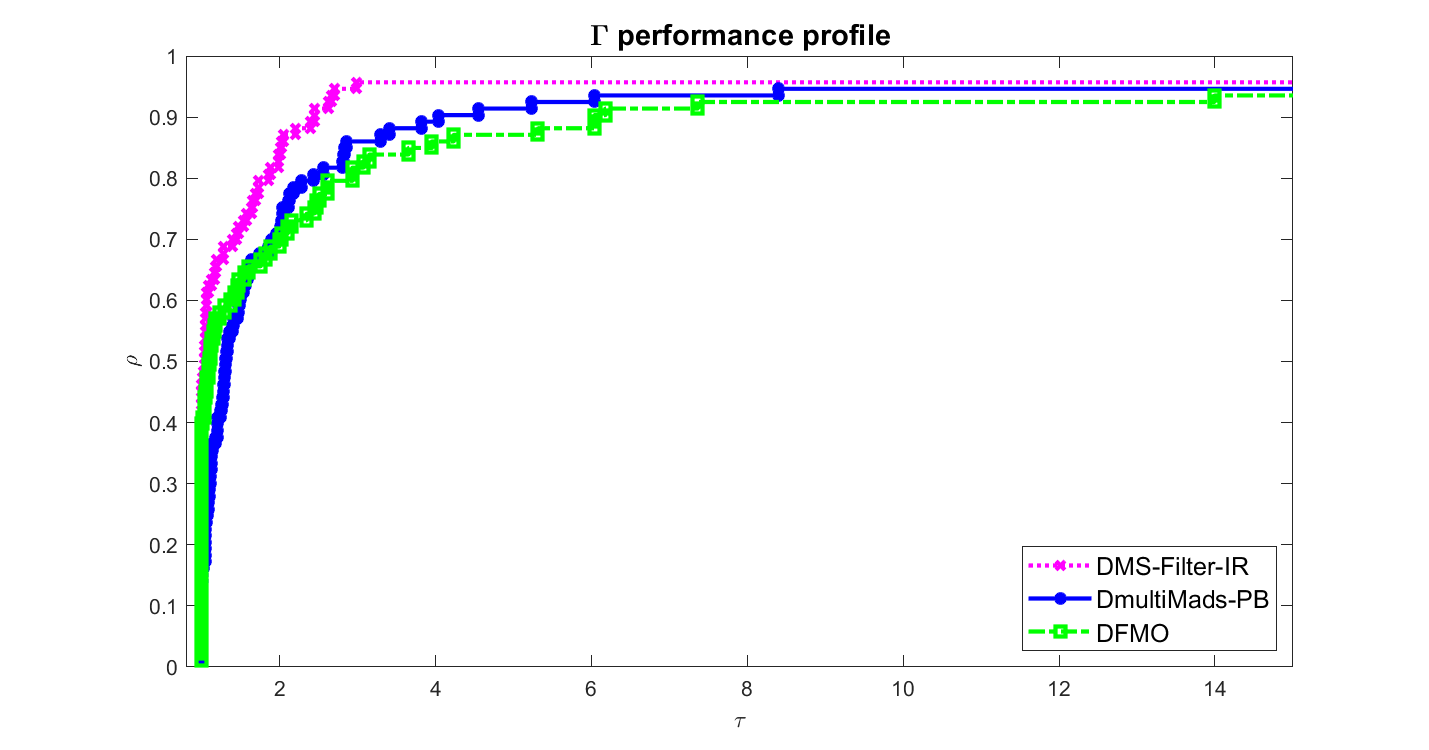 Γ performance profile
1
0.9
0.8
0.7
0.6
0.5
0.4
0.3
0.2
0.1
0
ρ
2 4 6 8 10 12 14
τ
DMS-Filter-IR
DmultiMads-PB
DFMO